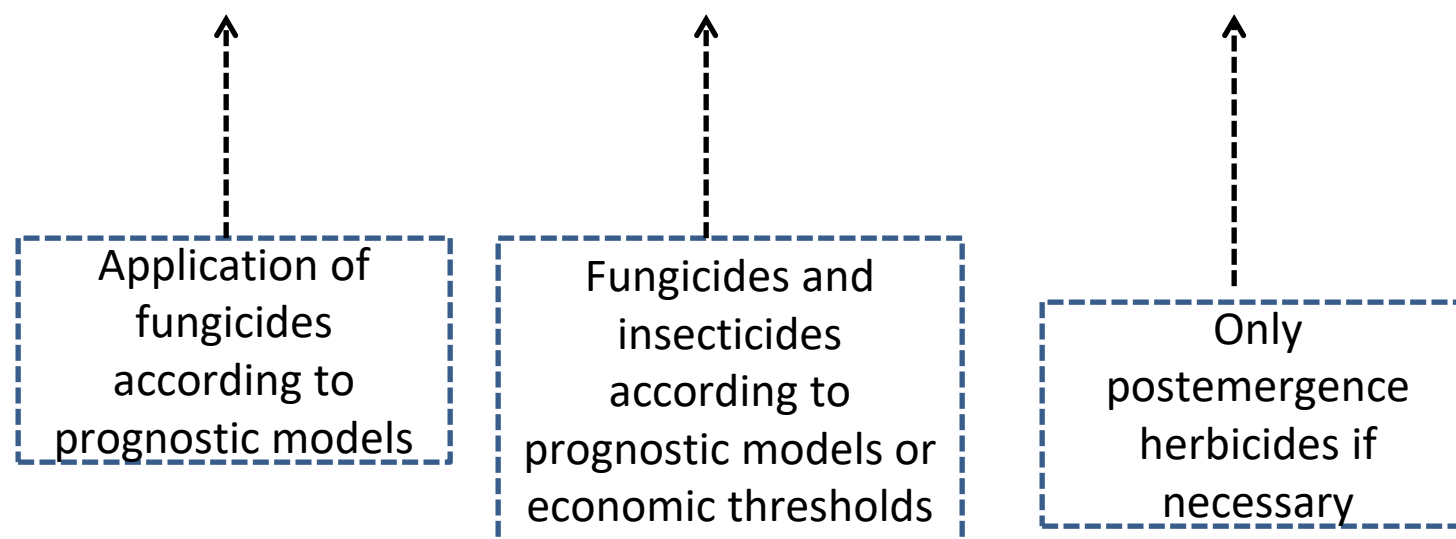 Application of
fungicides
according to
prognostic models
Fungicides and
insecticides
according to
prognostic models or
economic thresholds
Only
postemergence
herbicides if
necessary